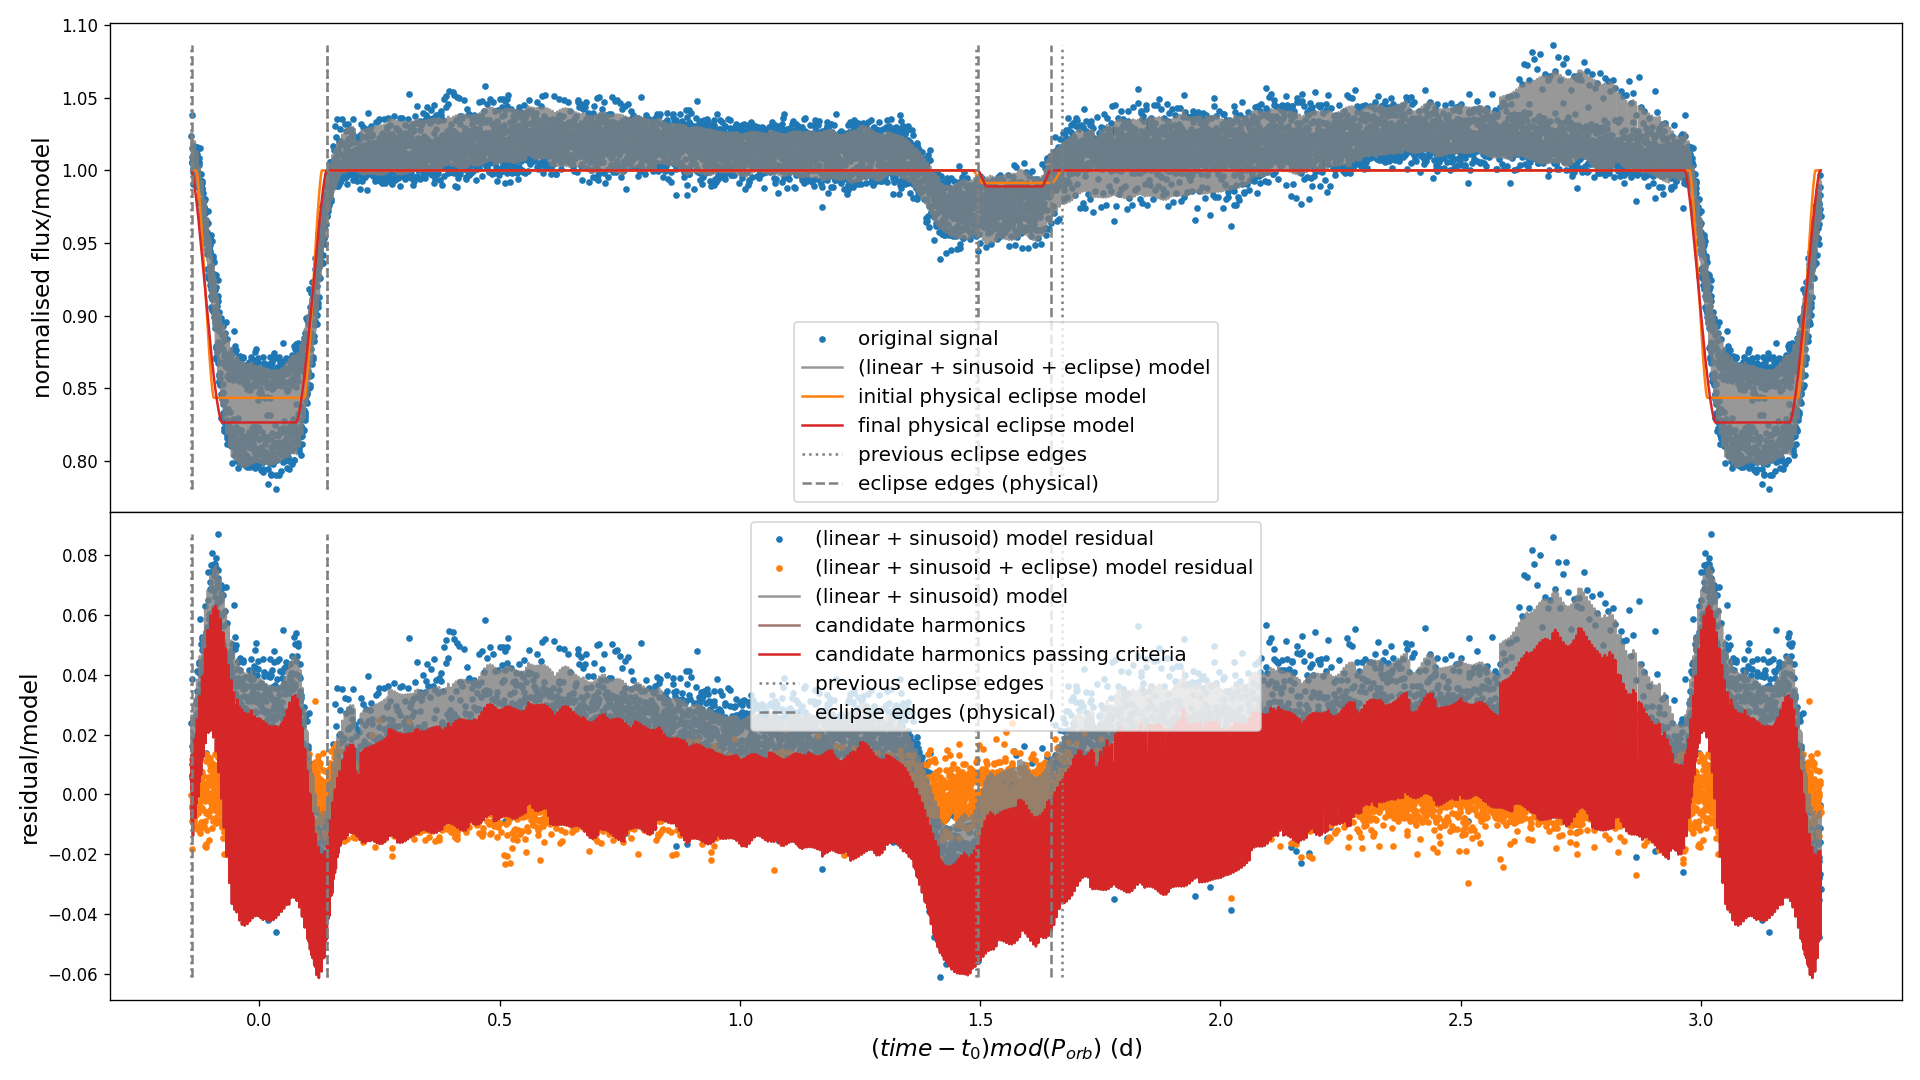 1.10
1.05
1.00
0.95
0.90
0.85
0.80
normalised flux/model
original signal
(linear + sinusoid + eclipse) model
initial physical eclipse model
final physical eclipse model
previous eclipse edges
eclipse edges (physical)
0.08
0.06
0.04
0.02
0.00
−0.02
−0.04
−0.06
residual/model
(linear + sinusoid) model residual
(linear + sinusoid + eclipse) model residual
(linear + sinusoid) model
candidate harmonics
candidate harmonics passing criteria
previous eclipse edges
eclipse edges (physical)
0.0 0.5 1.0 1.5 2.0 2.5 3.0
(time − t₀)mod(P_orb) (d)